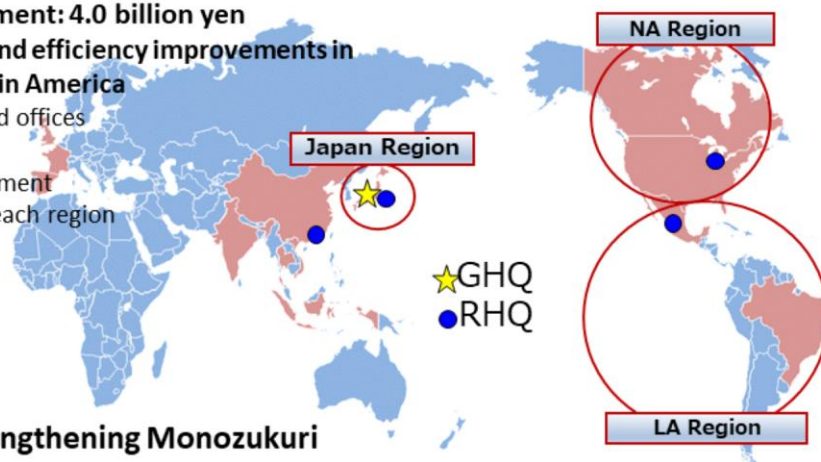 ment: 4.0 billion yen
nd efficiency improvements in
in America
d offices
ment
each region
Japan Region
NA Region
GHQ
RHQ
LA Region
ngthening Monozukuri